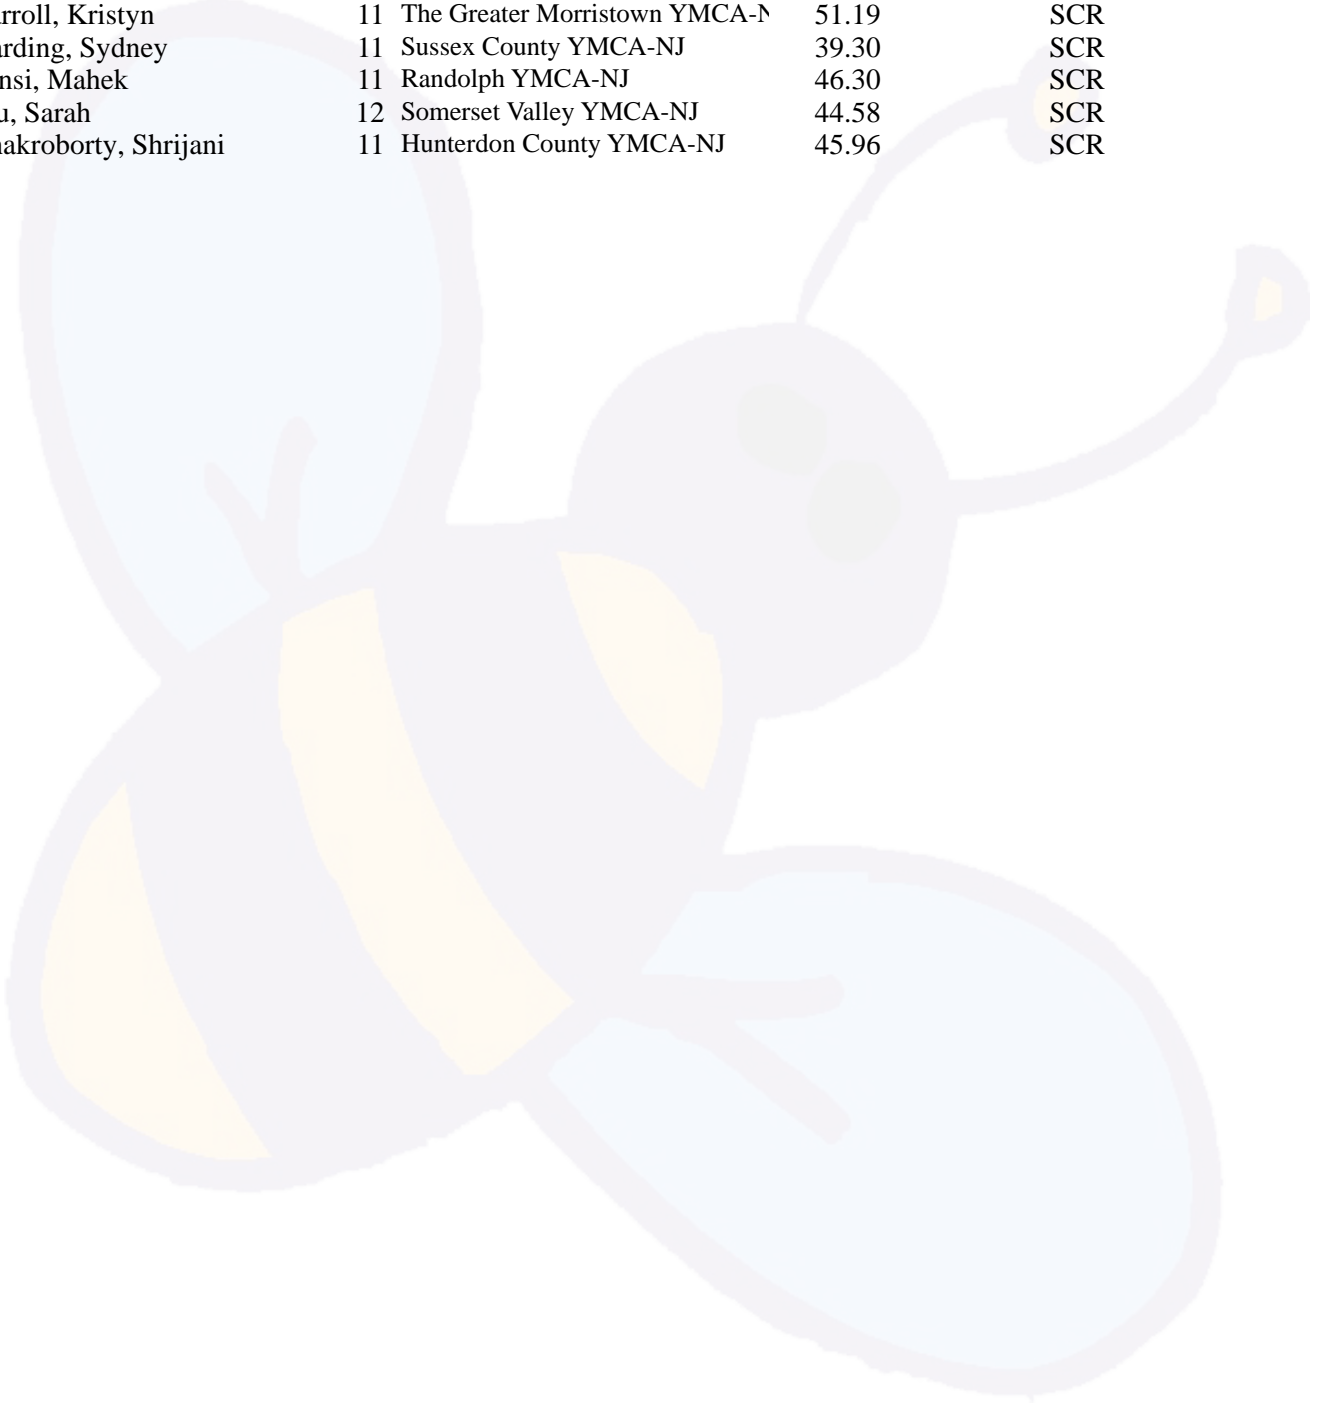 rroll, Kristyn 11 The Greater Morristown YMCA-N 51.19 SCR
arding, Sydney 11 Sussex County YMCA-NJ 39.30 SCR
nsi, Mahek 11 Randolph YMCA-NJ 46.30 SCR
u, Sarah 12 Somerset Valley YMCA-NJ 44.58 SCR
hakroborty, Shrijani 11 Hunterdon County YMCA-NJ 45.96 SCR